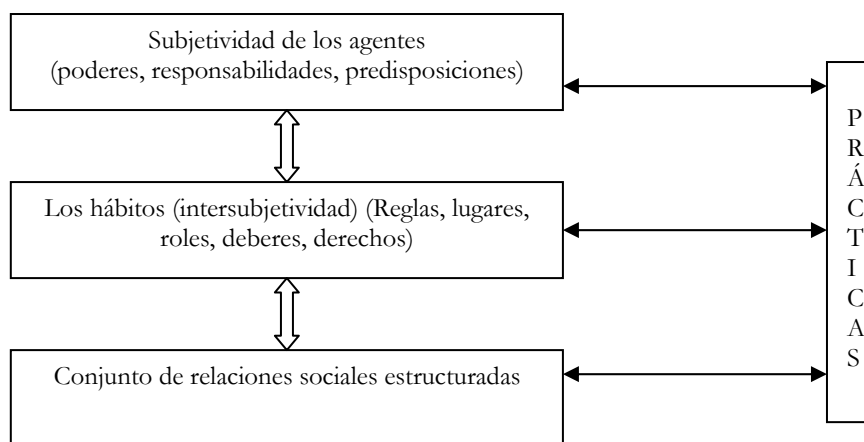 Subjetividad de los agentes
(poderes, responsabilidades, predisposiciones)
Los hábitos (intersubjetividad) (Reglas, lugares,
roles, deberes, derechos)
Conjunto de relaciones sociales estructuradas
P
R
Á
C
T
I
C
A
S